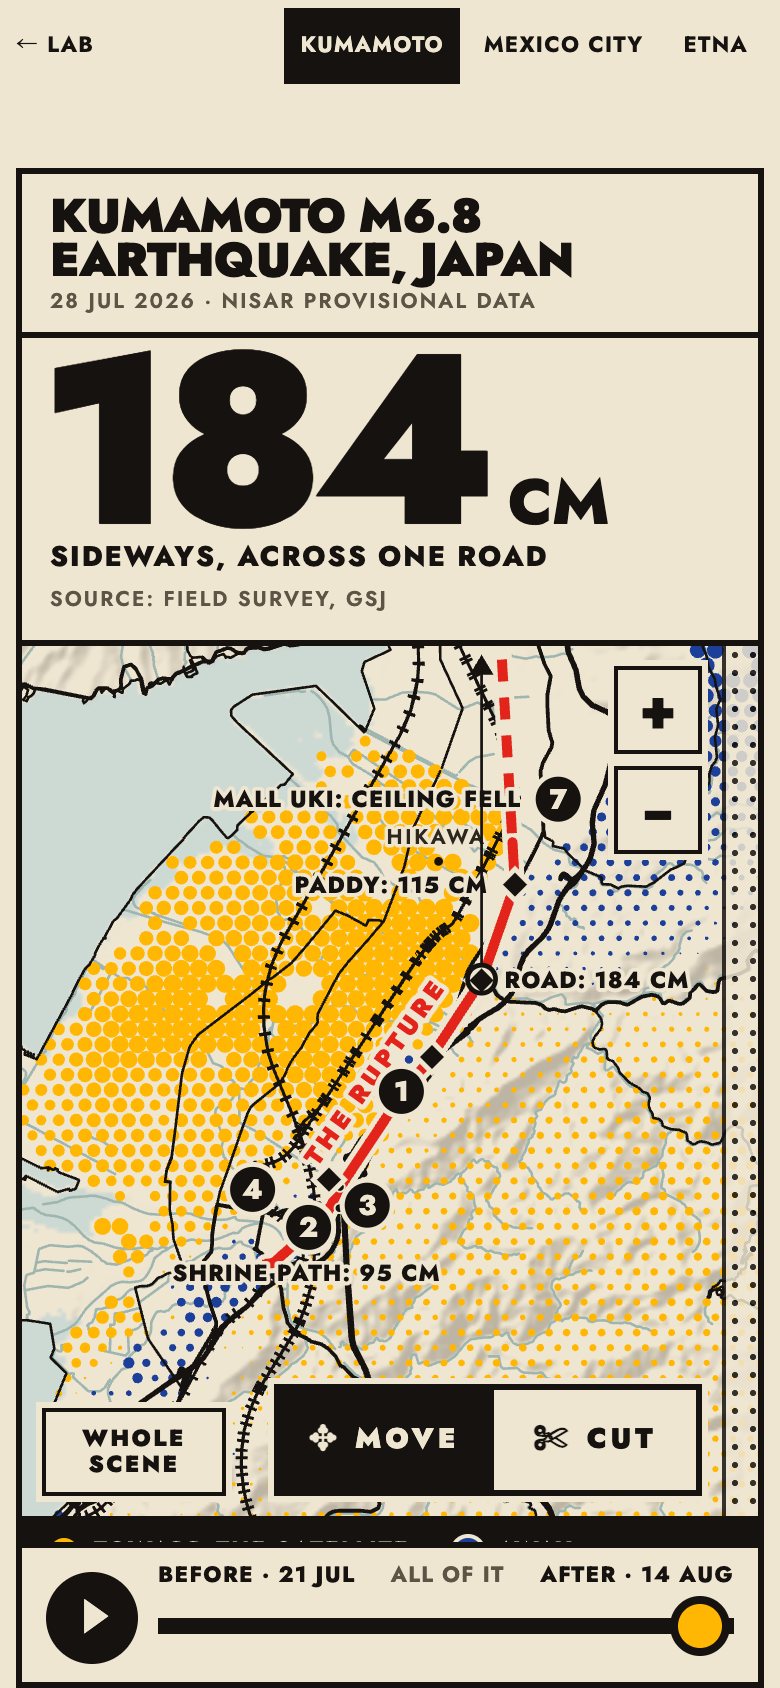 ← LAB
KUMAMOTO
MEXICO CITY
ETNA
KUMAMOTO M6.8
EARTHQUAKE, JAPAN
28 JUL 2026 · NISAR PROVISIONAL DATA
184 CM
SIDEWAYS, ACROSS ONE ROAD
SOURCE: FIELD SURVEY, GSJ
+
−
MALL UKI: CEILING FELL
7
HIKAWA
PADDY: 115 CM
ROAD: 184 CM
THE RUPTURE
1
4
3
2
SHRINE PATH: 95 CM
WHOLE
SCENE
MOVE
CUT
BEFORE · 21 JUL
ALL OF IT
AFTER · 14 AUG